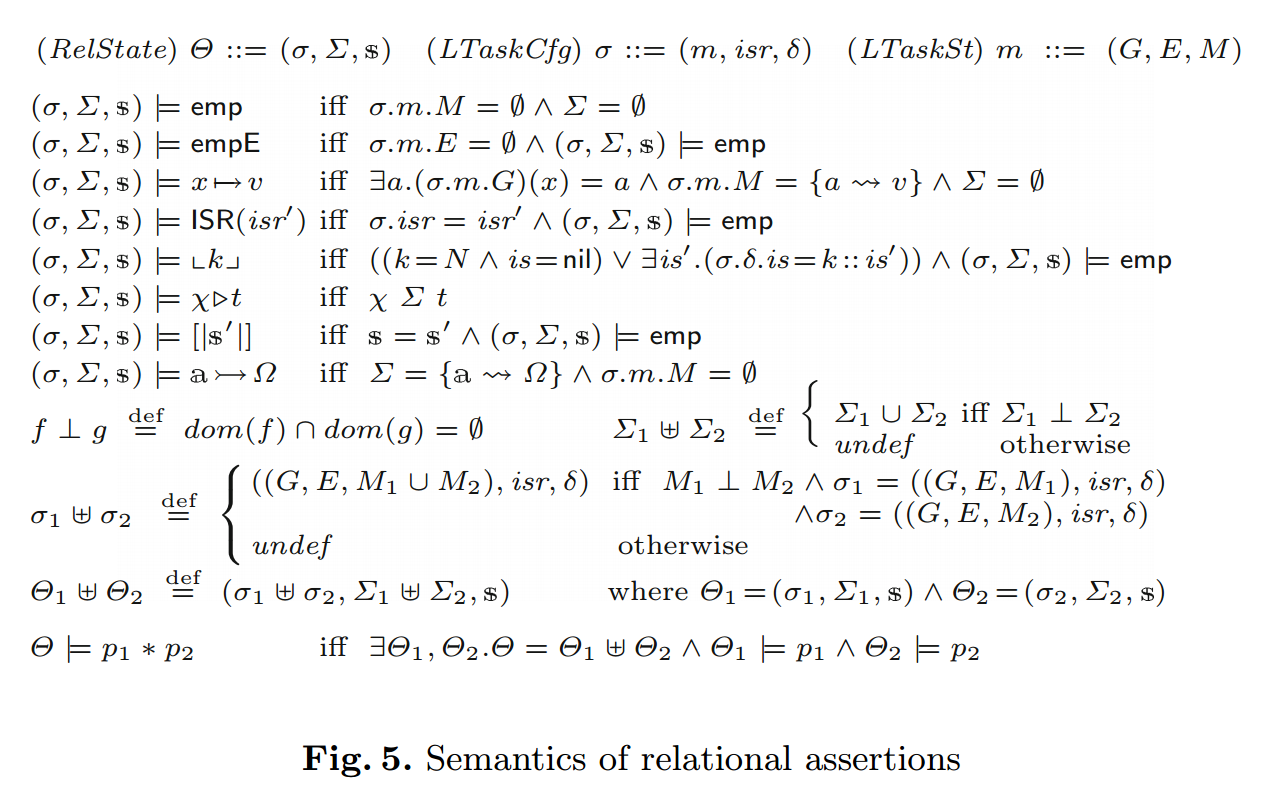 (RelState) Θ ::= (σ, Σ, 𝕤) (LTaskCfg) σ ::= (m, isr, δ) (LTaskSt) m ::= (G, E, M)
(σ, Σ, 𝕤) ⊨ emp iff σ.m.M = ∅ ∧ Σ = ∅
(σ, Σ, 𝕤) ⊨ empE iff σ.m.E = ∅ ∧ (σ, Σ, 𝕤) ⊨ emp
(σ, Σ, 𝕤) ⊨ x ↦ v iff ∃a.(σ.m.G)(x) = a ∧ σ.m.M = {a ⇝ v} ∧ Σ = ∅
(σ, Σ, 𝕤) ⊨ ISR(isr′) iff σ.isr = isr′ ∧ (σ, Σ, 𝕤) ⊨ emp
(σ, Σ, 𝕤) ⊨ ⌞k⌟ iff ((k = N ∧ is = nil) ∨ ∃is′.(σ.δ.is = k :: is′)) ∧ (σ, Σ, 𝕤) ⊨ emp
(σ, Σ, 𝕤) ⊨ χ ▹ t iff χ Σ t
(σ, Σ, 𝕤) ⊨ [|𝕤′|] iff 𝕤 = 𝕤′ ∧ (σ, Σ, 𝕤) ⊨ emp
(σ, Σ, 𝕤) ⊨ a ↣ Ω iff Σ = {a ⇝ Ω} ∧ σ.m.M = ∅
f ⊥ g def= dom(f) ∩ dom(g) = ∅ Σ1 ⊎ Σ2 def= { Σ1 ∪ Σ2 iff Σ1 ⊥ Σ2
undef otherwise
σ1 ⊎ σ2 def= { ((G, E, M1 ∪ M2), isr, δ) iff M1 ⊥ M2 ∧ σ1 = ((G, E, M1), isr, δ)
∧σ2 = ((G, E, M2), isr, δ)
undef otherwise
Θ1 ⊎ Θ2 def= (σ1 ⊎ σ2, Σ1 ⊎ Σ2, 𝕤) where Θ1 = (σ1, Σ1, 𝕤) ∧ Θ2 = (σ2, Σ2, 𝕤)
Θ ⊨ p1 ∗ p2 iff ∃Θ1, Θ2.Θ = Θ1 ⊎ Θ2 ∧ Θ1 ⊨ p1 ∧ Θ2 ⊨ p2
Fig. 5. Semantics of relational assertions